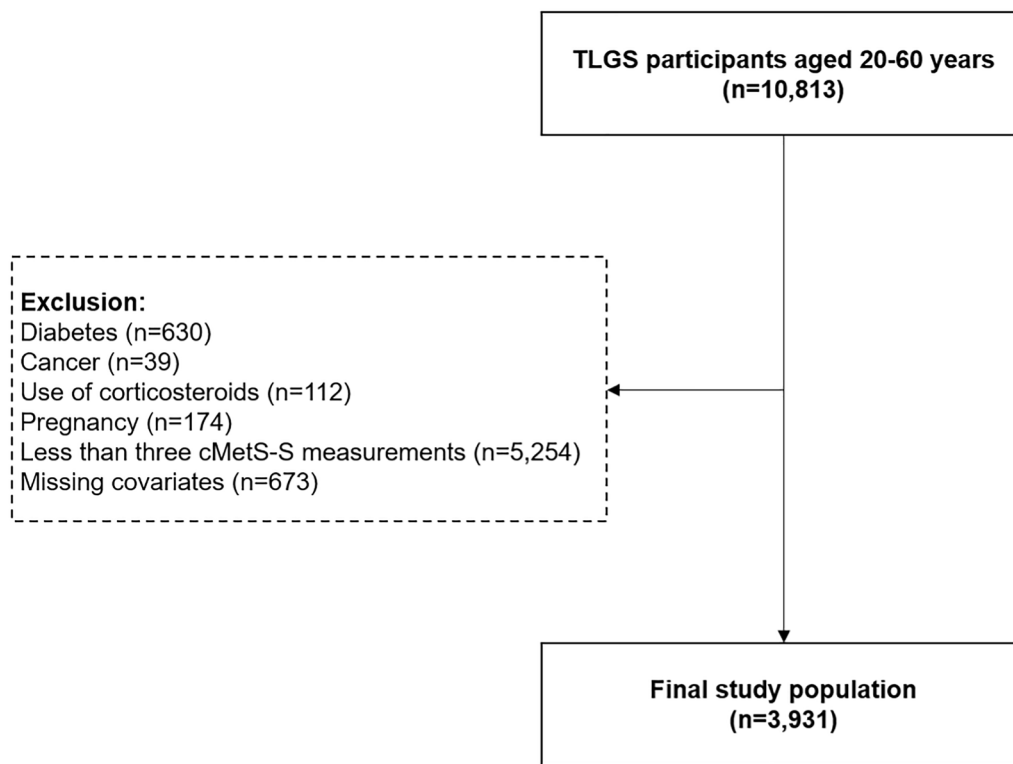 TLGS participants aged 20-60 years
(n=10,813)
Exclusion:
Diabetes (n=630)
Cancer (n=39)
Use of corticosteroids (n=112)
Pregnancy (n=174)
Less than three cMetS-S measurements (n=5,254)
Missing covariates (n=673)
Final study population
(n=3,931)